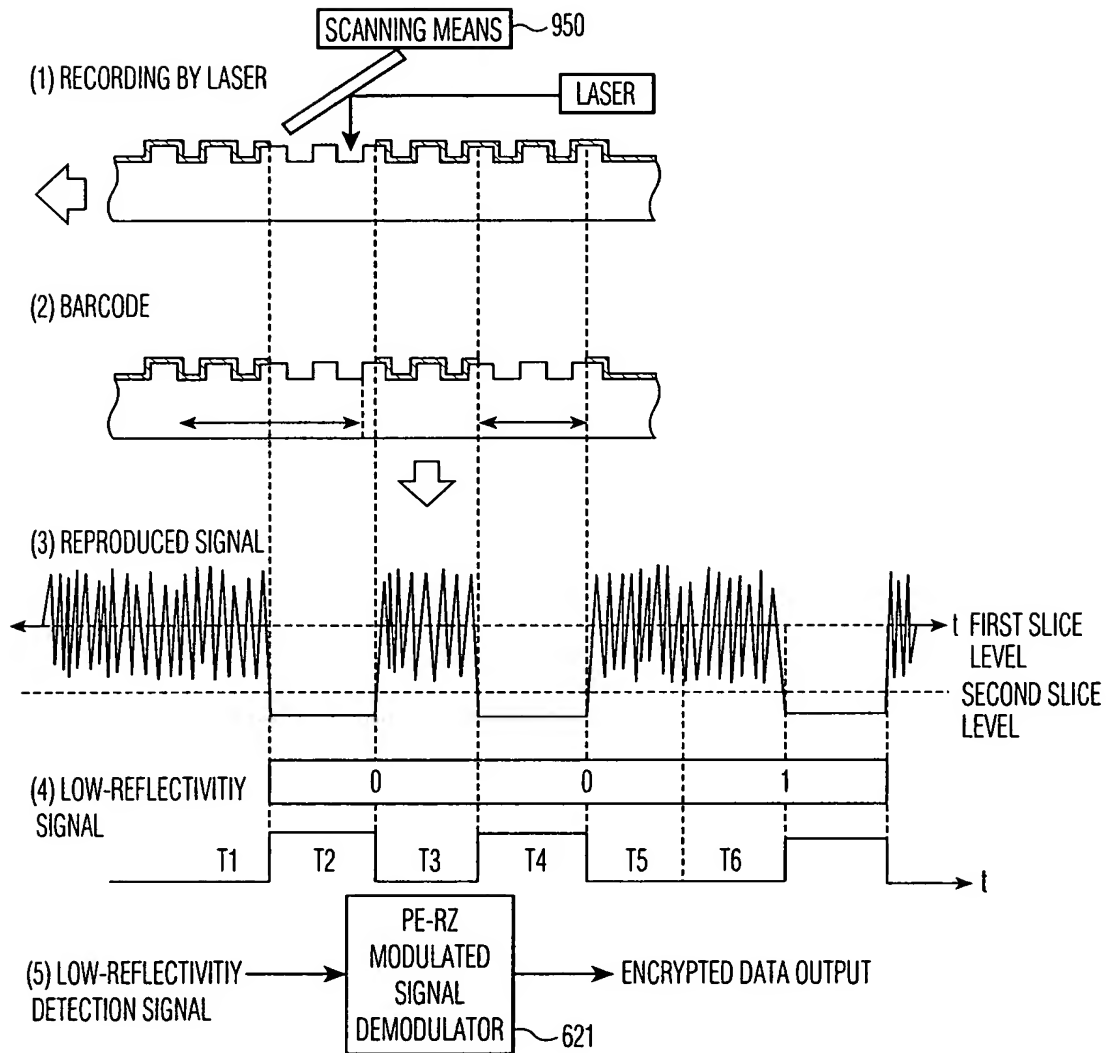 SCANNING MEANS
950
(1) RECORDING BY LASER
LASER
(2) BARCODE
(3) REPRODUCED SIGNAL
t FIRST SLICE
LEVEL
SECOND SLICE
LEVEL
(4) LOW-REFLECTIVITIY
SIGNAL
0 0 1
T1 T2 T3 T4 T5 T6
t
PE-RZ
MODULATED
SIGNAL
DEMODULATOR
(5) LOW-REFLECTIVITIY
DETECTION SIGNAL
ENCRYPTED DATA OUTPUT
621